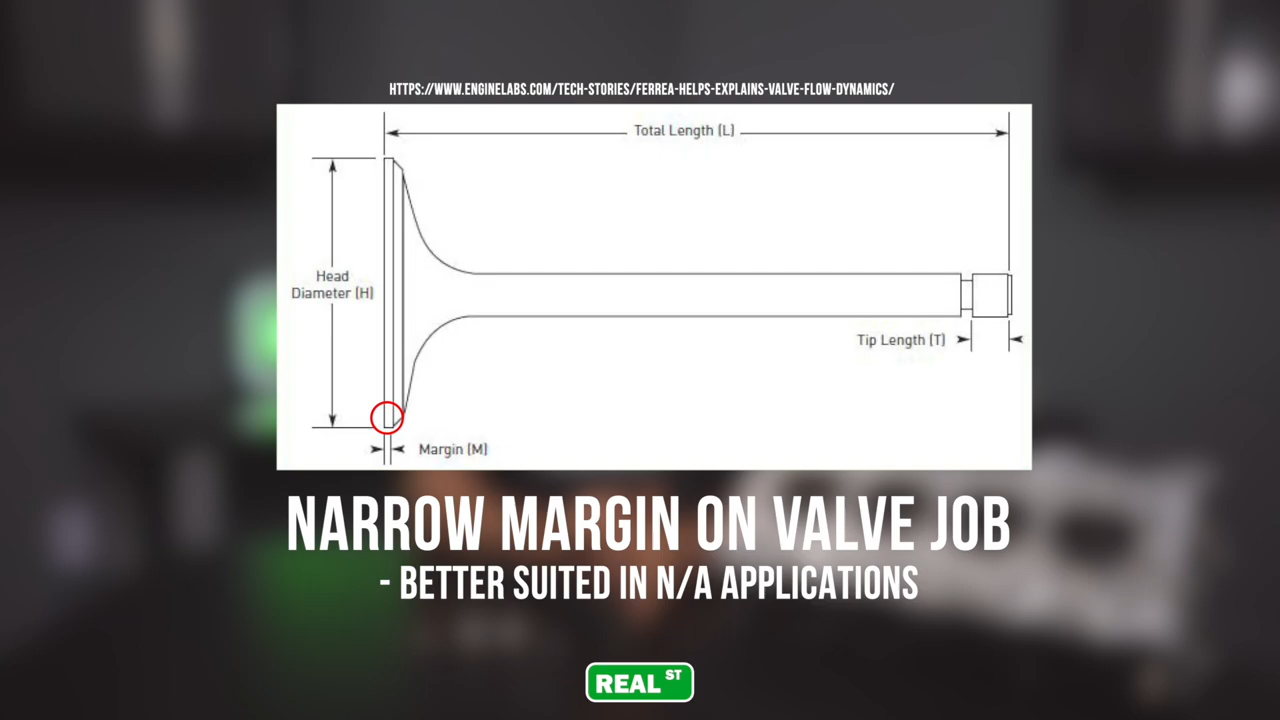 HTTPS://WWW.ENGINELABS.COM/TECH-STORIES/FERREA-HELPS-EXPLAINS-VALVE-FLOW-DYNAMICS/
Total Length (L)
Head
Diameter (H)
Tip Length (T)
Margin (M)
NARROW MARGIN ON VALVE JOB
- BETTER SUITED IN N/A APPLICATIONS
REAL ST